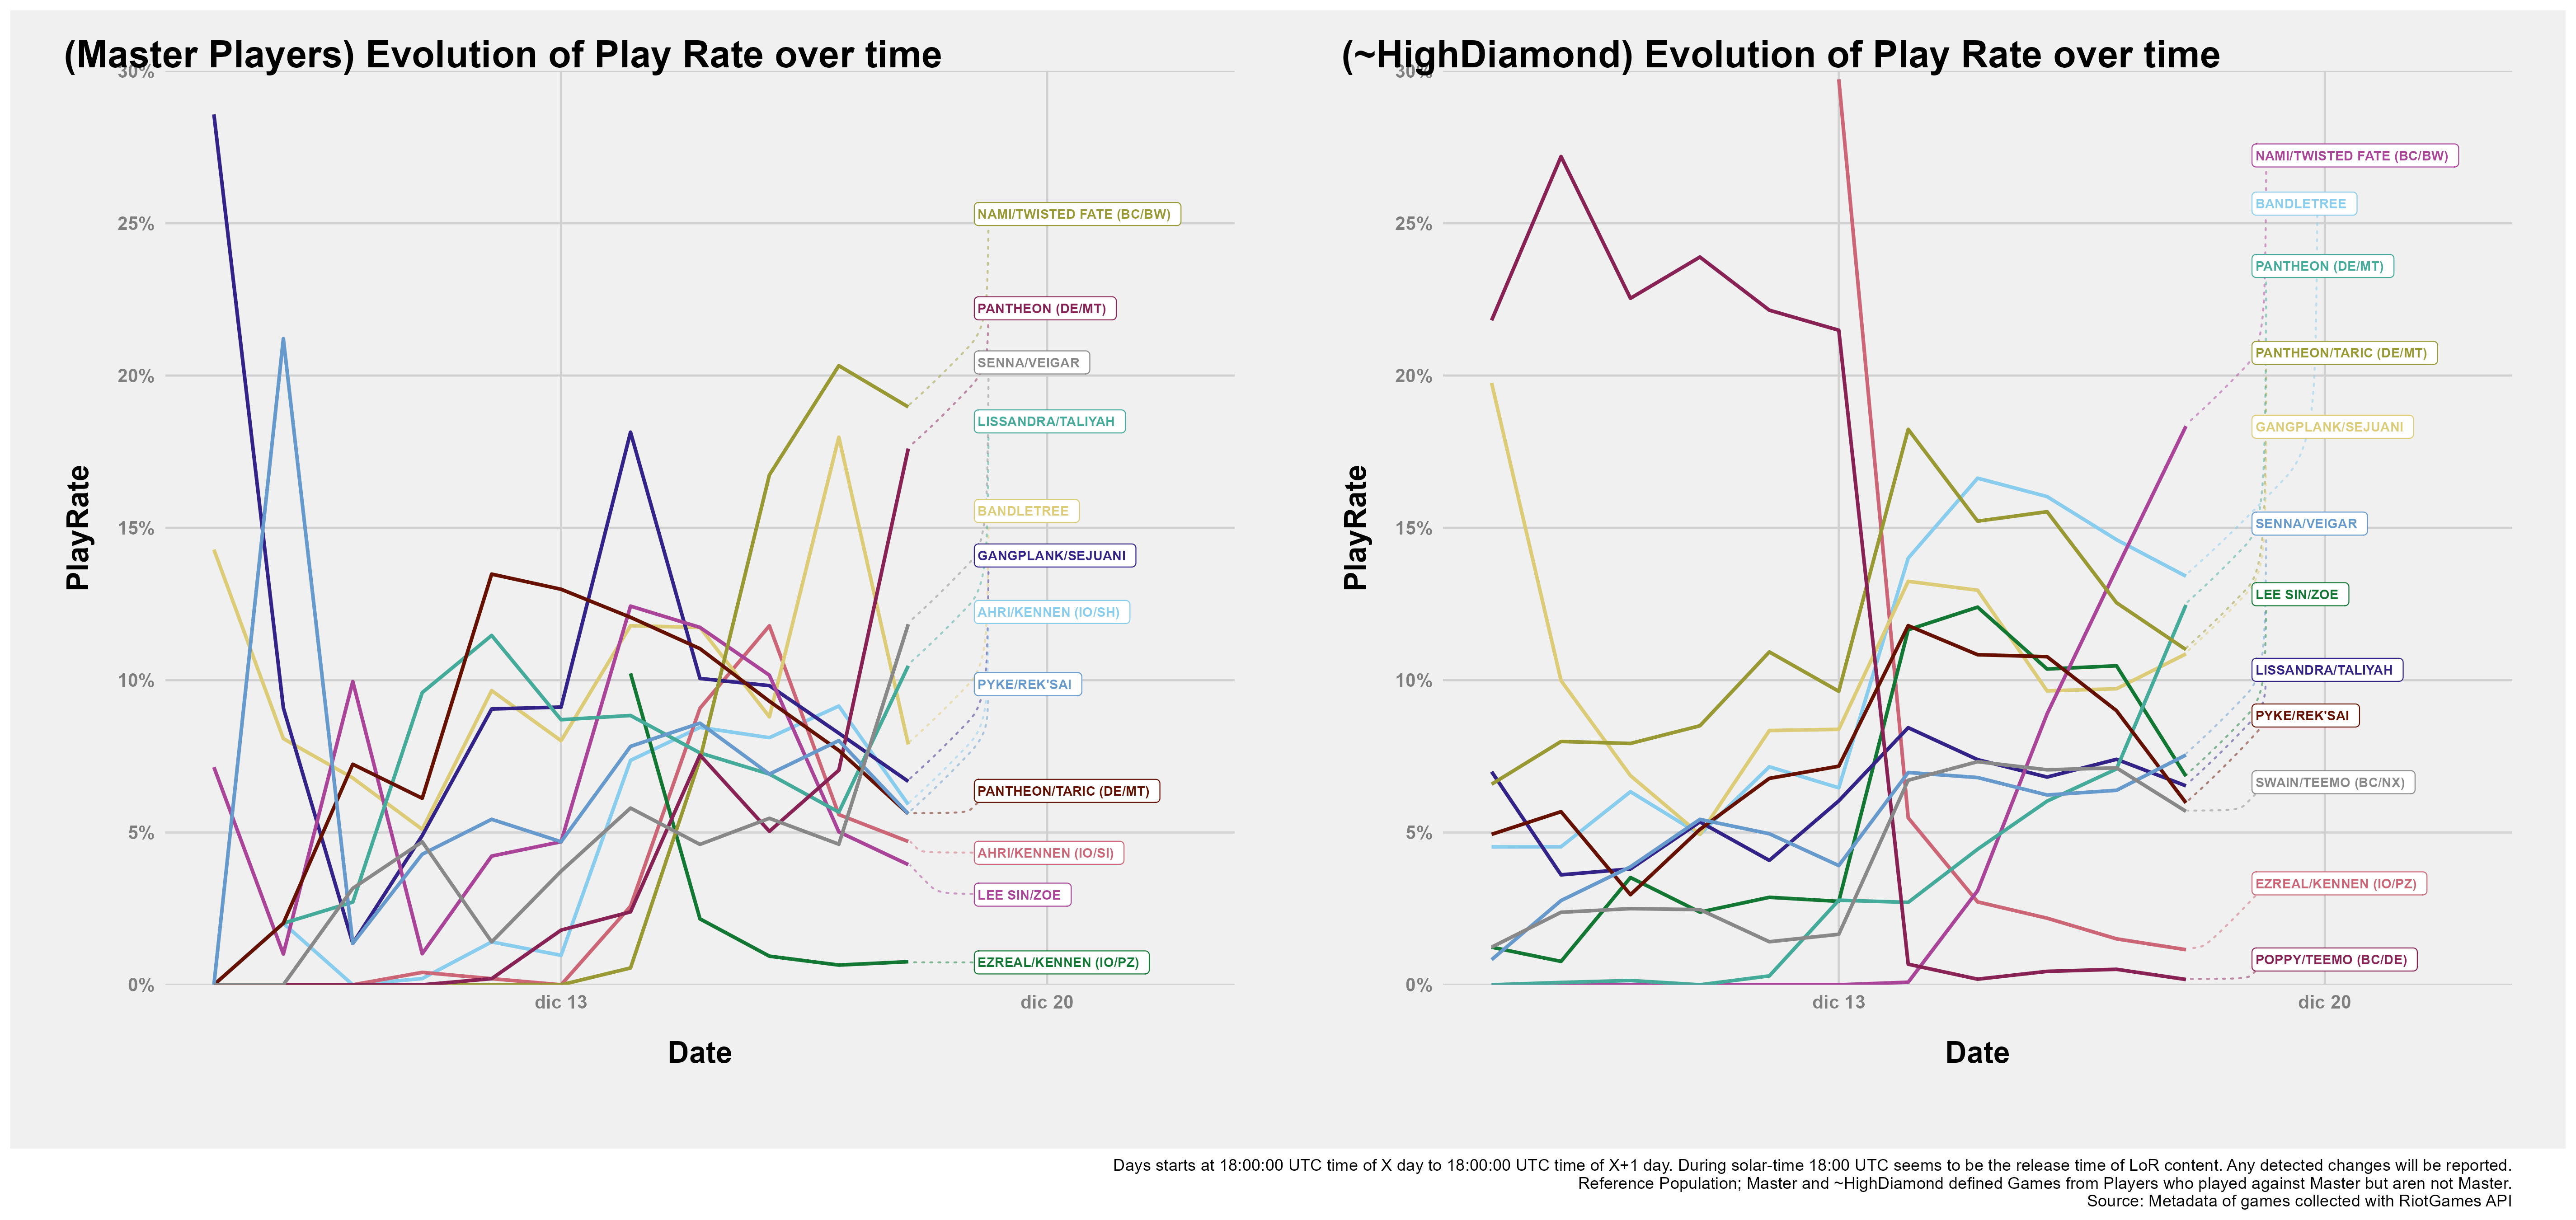 (Master Players) Evolution of Play Rate over time
30%
25%
20%
15%
10%
5%
0%
PlayRate
NAMI/TWISTED FATE (BC/BW)
PANTHEON (DE/MT)
SENNA/VEIGAR
LISSANDRA/TALIYAH
BANDLETREE
GANGPLANK/SEJUANI
AHRI/KENNEN (IO/SH)
PYKE/REK'SAI
PANTHEON/TARIC (DE/MT)
AHRI/KENNEN (IO/SI)
LEE SIN/ZOE
EZREAL/KENNEN (IO/PZ)
dic 13
dic 20
Date
(~HighDiamond) Evolution of Play Rate over time
30%
25%
20%
15%
10%
5%
0%
PlayRate
NAMI/TWISTED FATE (BC/BW)
BANDLETREE
PANTHEON (DE/MT)
PANTHEON/TARIC (DE/MT)
GANGPLANK/SEJUANI
SENNA/VEIGAR
LEE SIN/ZOE
LISSANDRA/TALIYAH
PYKE/REK'SAI
SWAIN/TEEMO (BC/NX)
EZREAL/KENNEN (IO/PZ)
POPPY/TEEMO (BC/DE)
dic 13
dic 20
Date
Days starts at 18:00:00 UTC time of X day to 18:00:00 UTC time of X+1 day. During solar-time 18:00 UTC seems to be the release time of LoR content. Any detected changes will be reported.
Reference Population; Master and ~HighDiamond defined Games from Players who played against Master but aren not Master.
Source: Metadata of games collected with RiotGames API